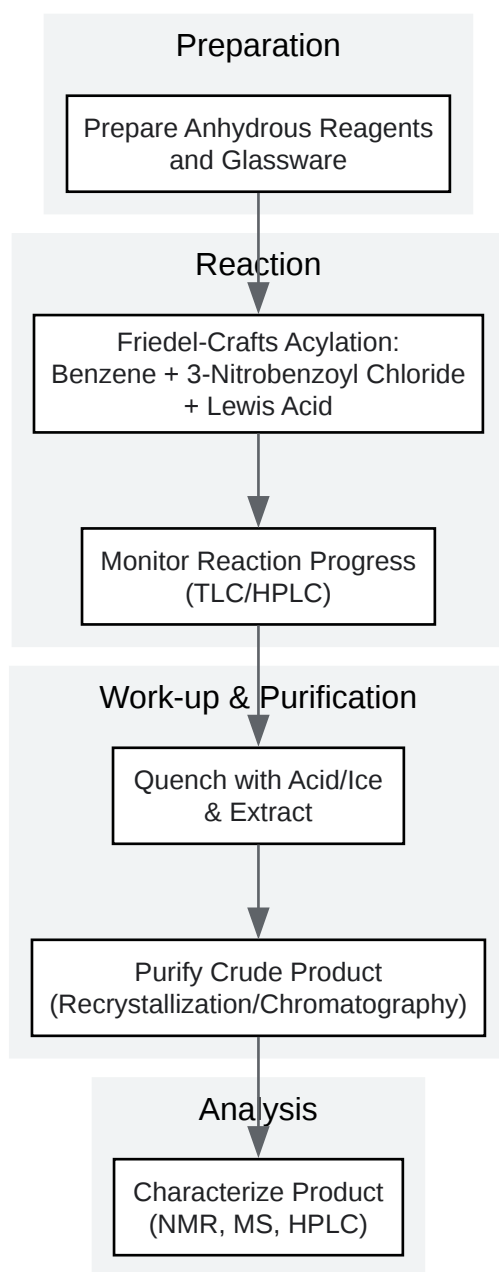 Preparation
Prepare Anhydrous Reagents
and Glassware
Reaction
Friedel-Crafts Acylation:
Benzene + 3-Nitrobenzoyl Chloride
+ Lewis Acid
Monitor Reaction Progress
(TLC/HPLC)
Work-up & Purification
Quench with Acid/Ice
& Extract
Purify Crude Product
(Recrystallization/Chromatography)
Analysis
Characterize Product
(NMR, MS, HPLC)